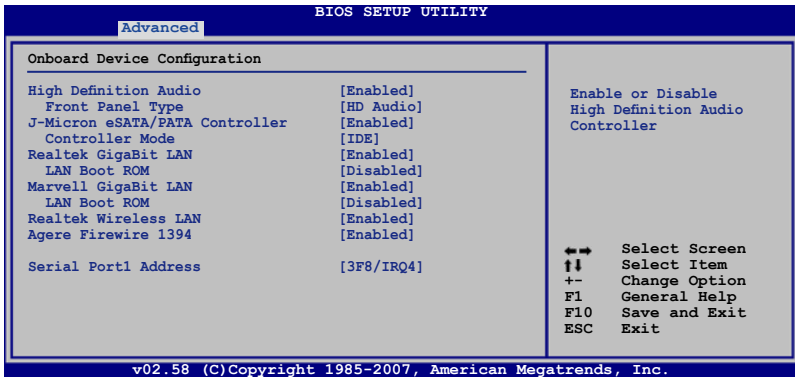 BIOS SETUP UTILITY
Advanced
Onboard Device Configuration
High Definition Audio [Enabled]
Front Panel Type [HD Audio]
J-Micron eSATA/PATA Controller [Enabled]
Controller Mode [IDE]
Realtek GigaBit LAN [Enabled]
LAN Boot ROM [Disabled]
Marvell GigaBit LAN [Enabled]
LAN Boot ROM [Disabled]
Realtek Wireless LAN [Enabled]
Agere Firewire 1394 [Enabled]
Serial Port1 Address [3F8/IRQ4]
Enable or Disable
High Definition Audio
Controller
←→ Select Screen
↑↓ Select Item
+- Change Option
F1 General Help
F10 Save and Exit
ESC Exit
v02.58 (C)Copyright 1985-2007, American Megatrends, Inc.